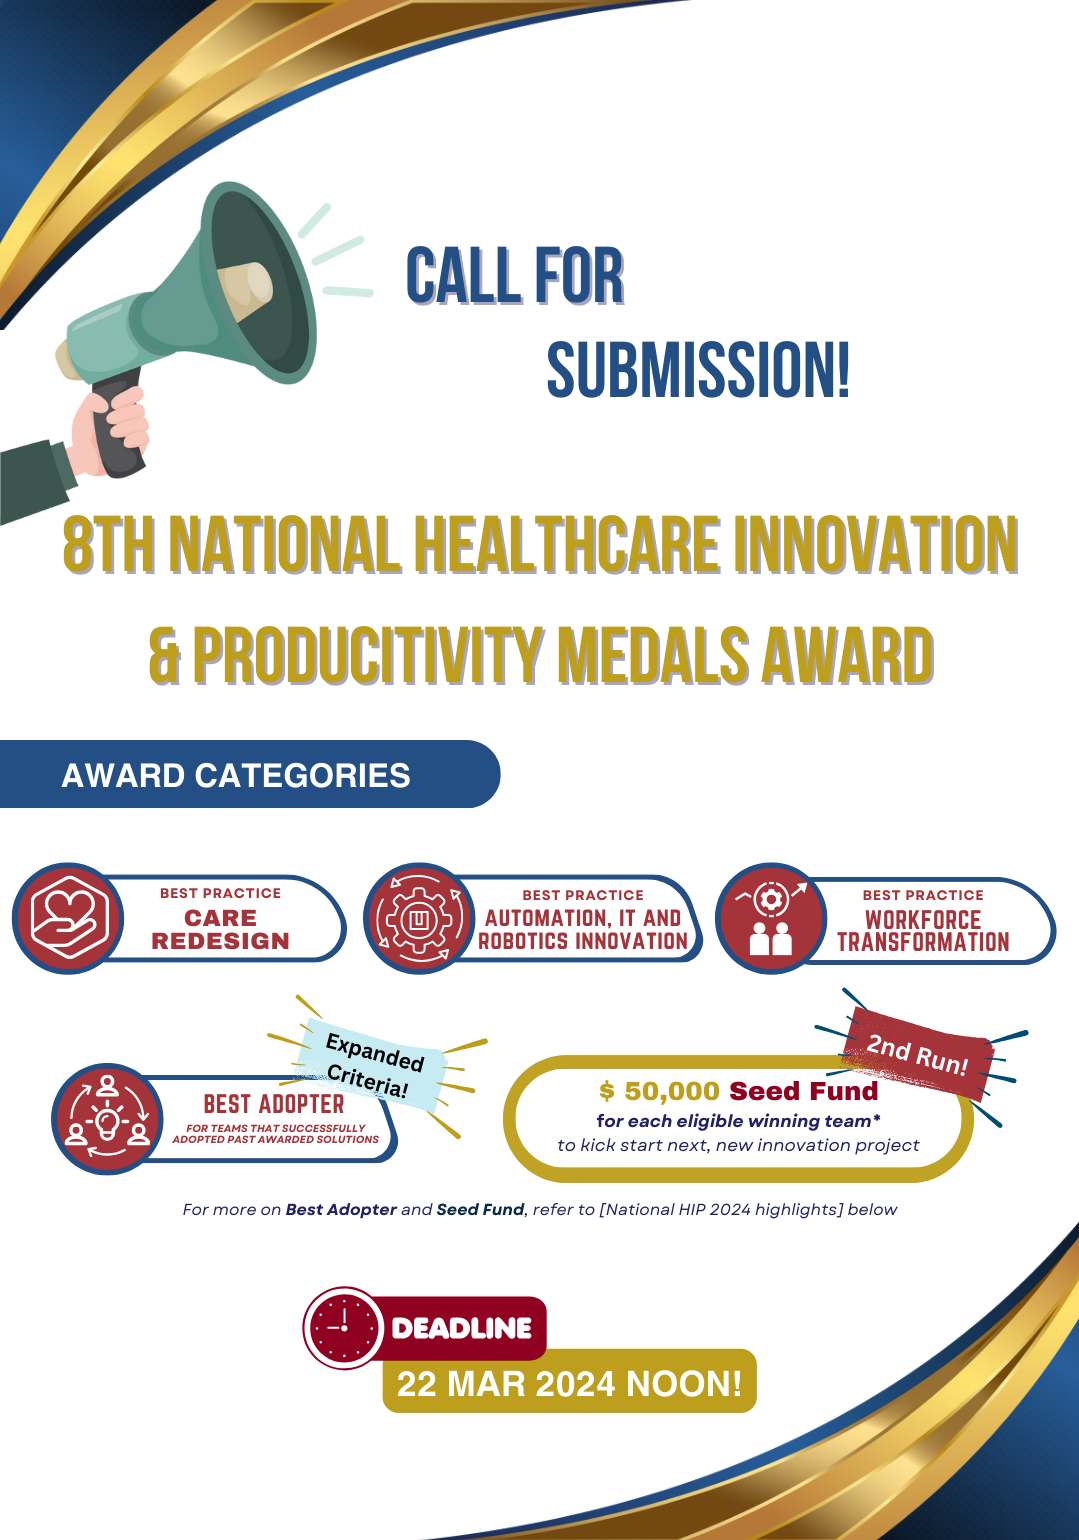 CALL FOR
SUBMISSION!
8TH NATIONAL HEALTHCARE INNOVATION
& PRODUCITIVITY MEDALS AWARD
AWARD CATEGORIES
BEST PRACTICE
CARE
REDESIGN
BEST PRACTICE
AUTOMATION, IT AND
ROBOTICS INNOVATION
BEST PRACTICE
WORKFORCE
TRANSFORMATION
Expanded
Criteria!
BEST ADOPTER
FOR TEAMS THAT SUCCESSFULLY
ADOPTED PAST AWARDED SOLUTIONS
2nd Run!
$ 50,000 Seed Fund
for each eligible winning team*
to kick start next, new innovation project
For more on Best Adopter and Seed Fund, refer to [National HIP 2024 highlights] below
DEADLINE
22 MAR 2024 NOON!